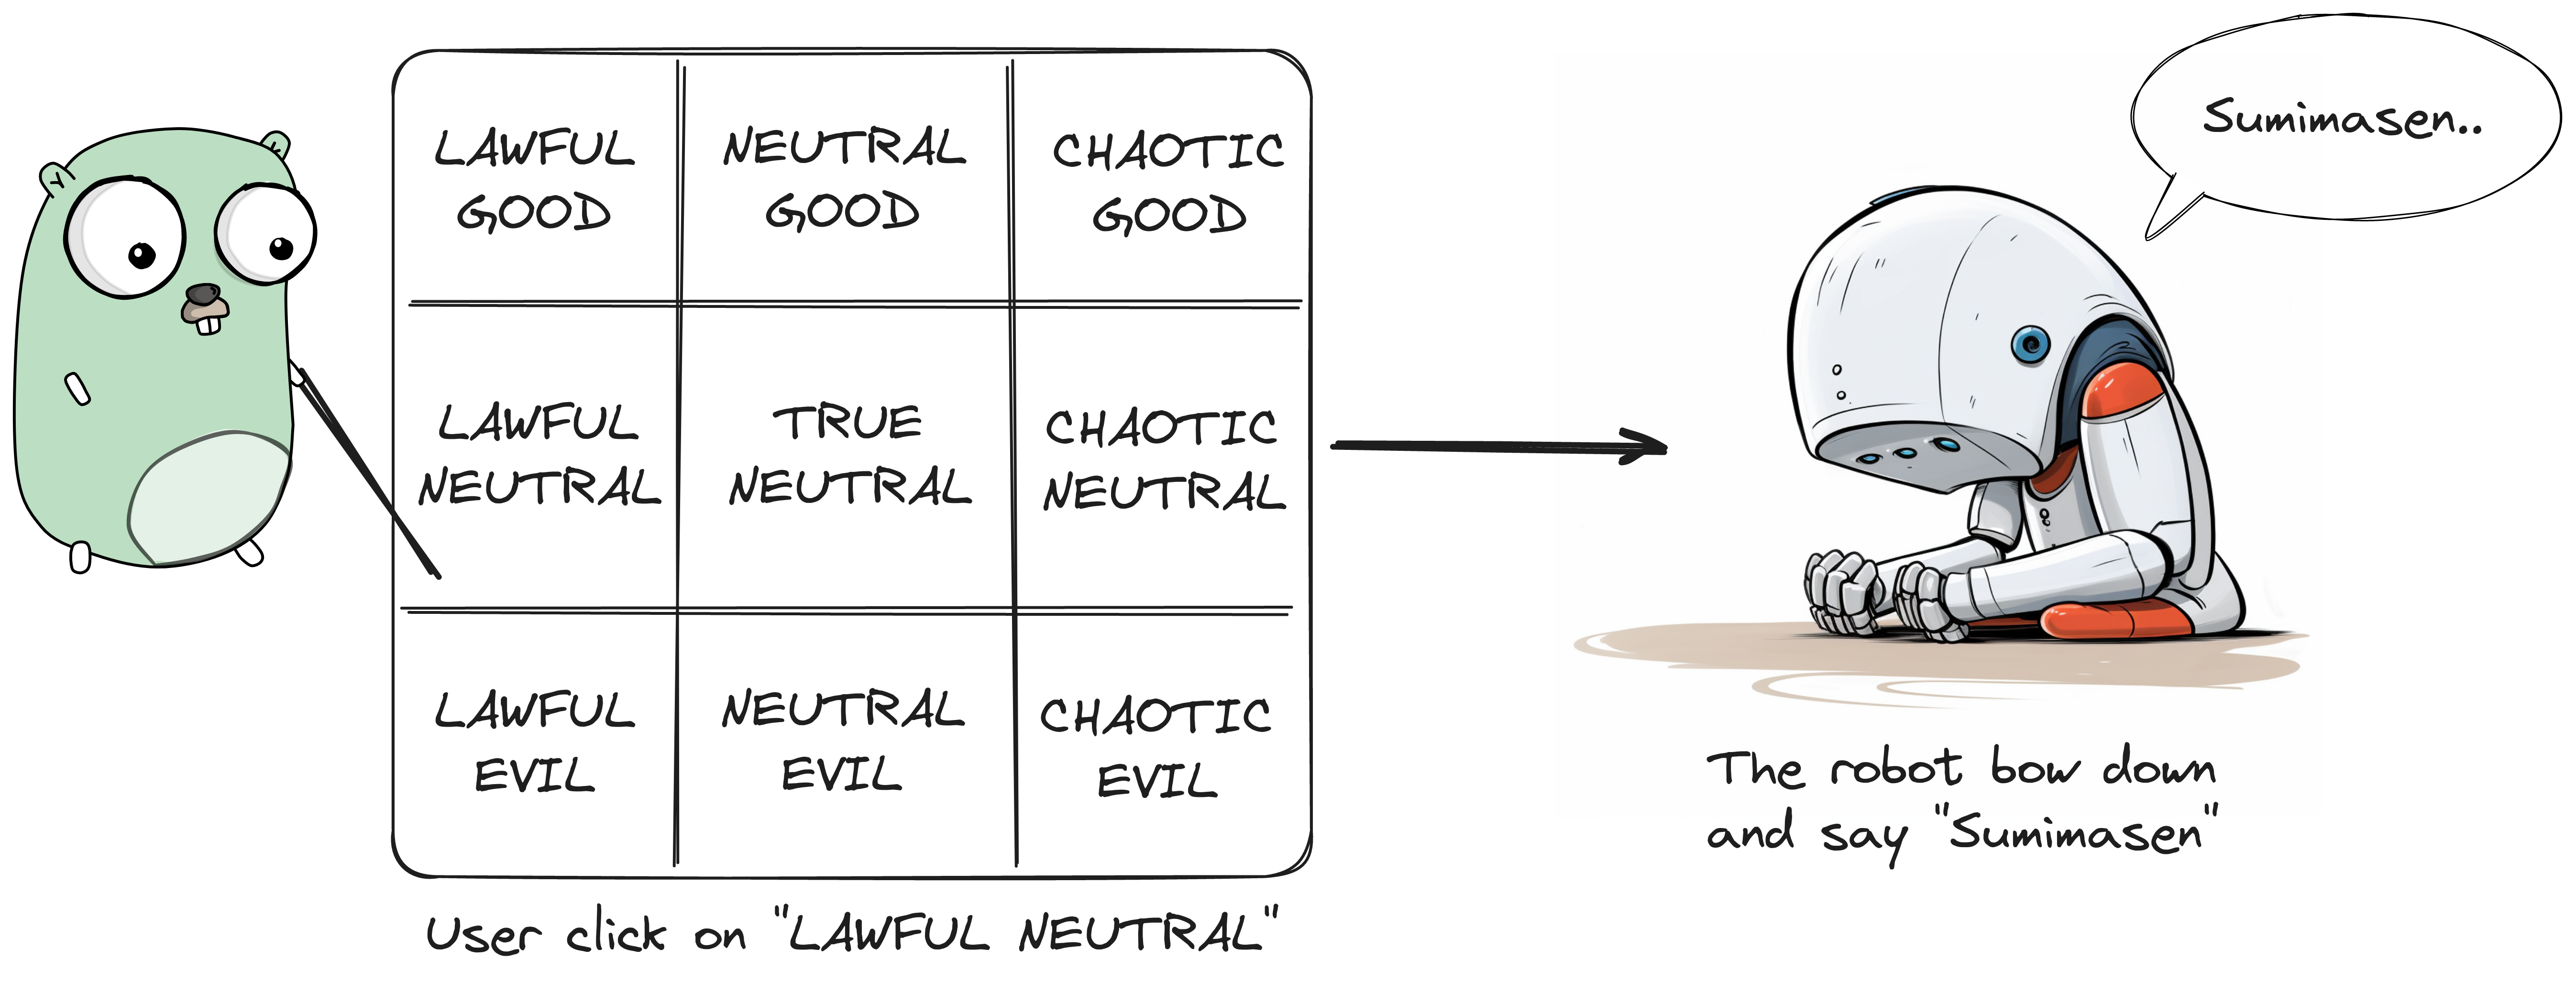 LAWFUL
GOOD
NEUTRAL
GOOD
CHAOTIC
GOOD
LAWFUL
NEUTRAL
TRUE
NEUTRAL
CHAOTIC
NEUTRAL
LAWFUL
EVIL
NEUTRAL
EVIL
CHAOTIC
EVIL
User click on "LAWFUL NEUTRAL"
Sumimasen..
The robot bow down
and say "Sumimasen"